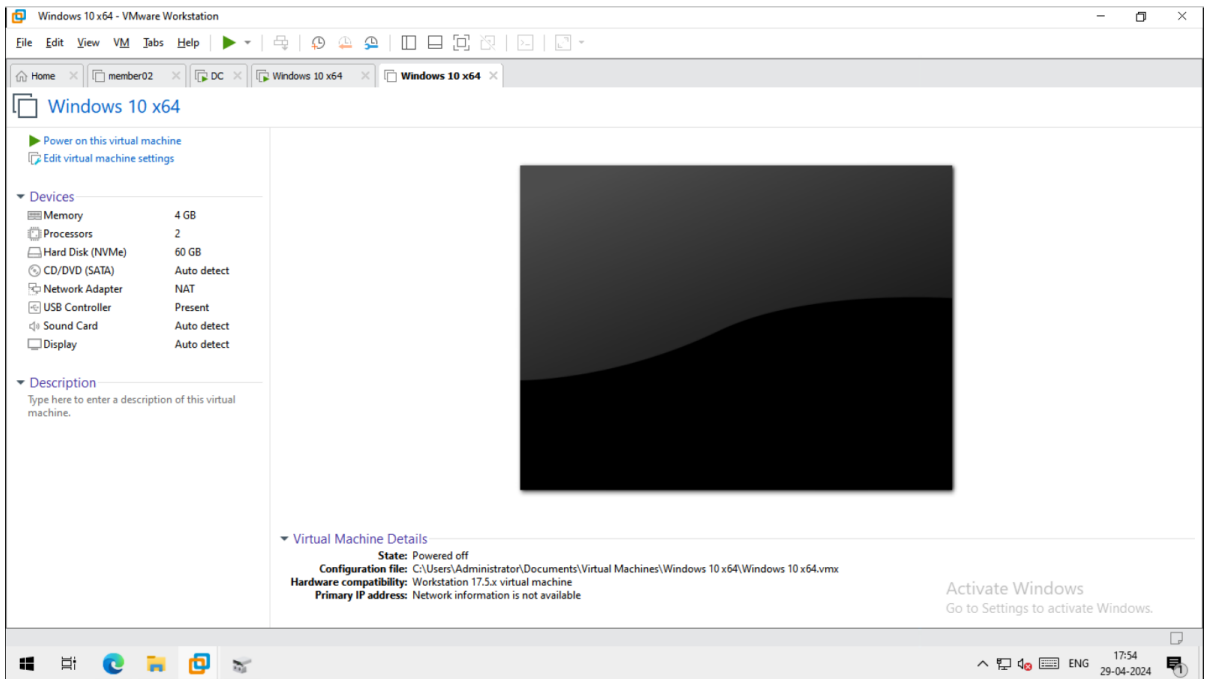 Windows 10 x64 - VMware Workstation
File Edit View VM Tabs Help
Home member02 DC Windows 10 x64 Windows 10 x64
Windows 10 x64
Power on this virtual machine
Edit virtual machine settings
Devices
Memory 4 GB
Processors 2
Hard Disk (NVMe) 60 GB
CD/DVD (SATA) Auto detect
Network Adapter NAT
USB Controller Present
Sound Card Auto detect
Display Auto detect
Description
Type here to enter a description of this virtual
machine.
Virtual Machine Details
State: Powered off
Configuration file: C:\Users\Administrator\Documents\Virtual Machines\Windows 10 x64\Windows 10 x64.vmx
Hardware compatibility: Workstation 17.5.x virtual machine
Primary IP address: Network information is not available
Activate Windows
Go to Settings to activate Windows.
ENG 17:54
29-04-2024
1